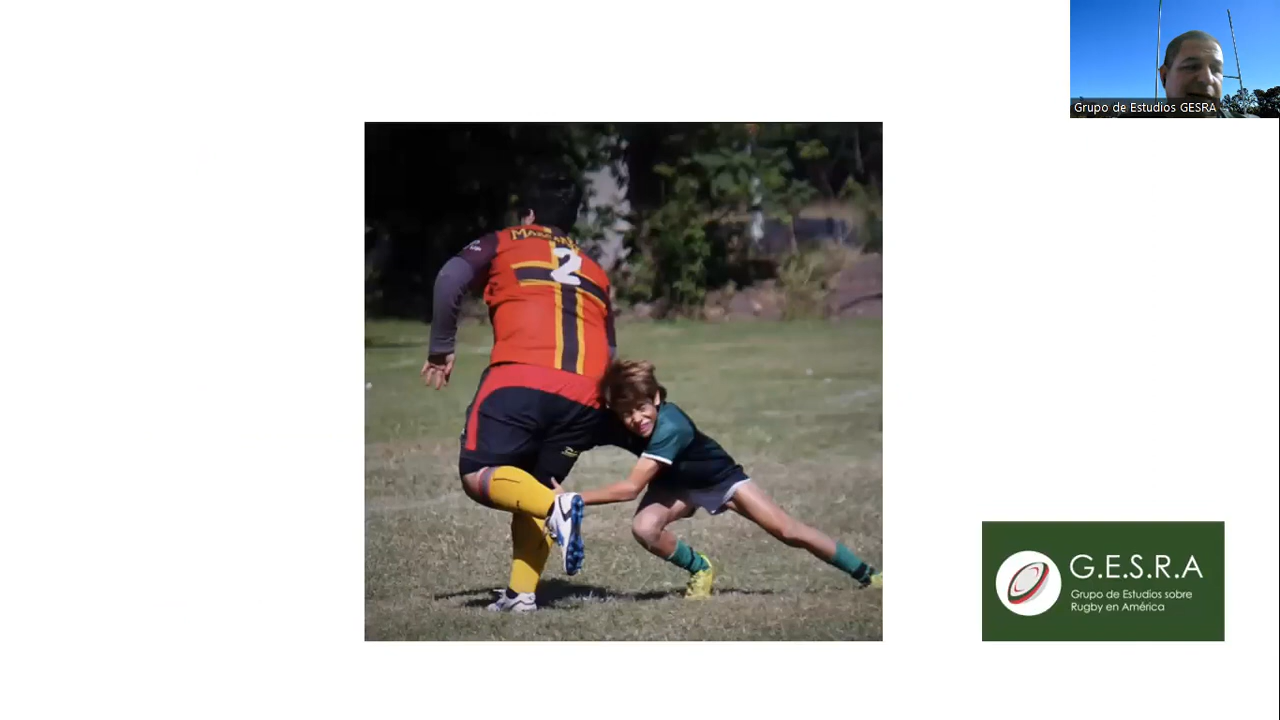 Grupo de Estudios GESRA
2
G.E.S.R.A
Grupo de Estudios sobre
Rugby en América